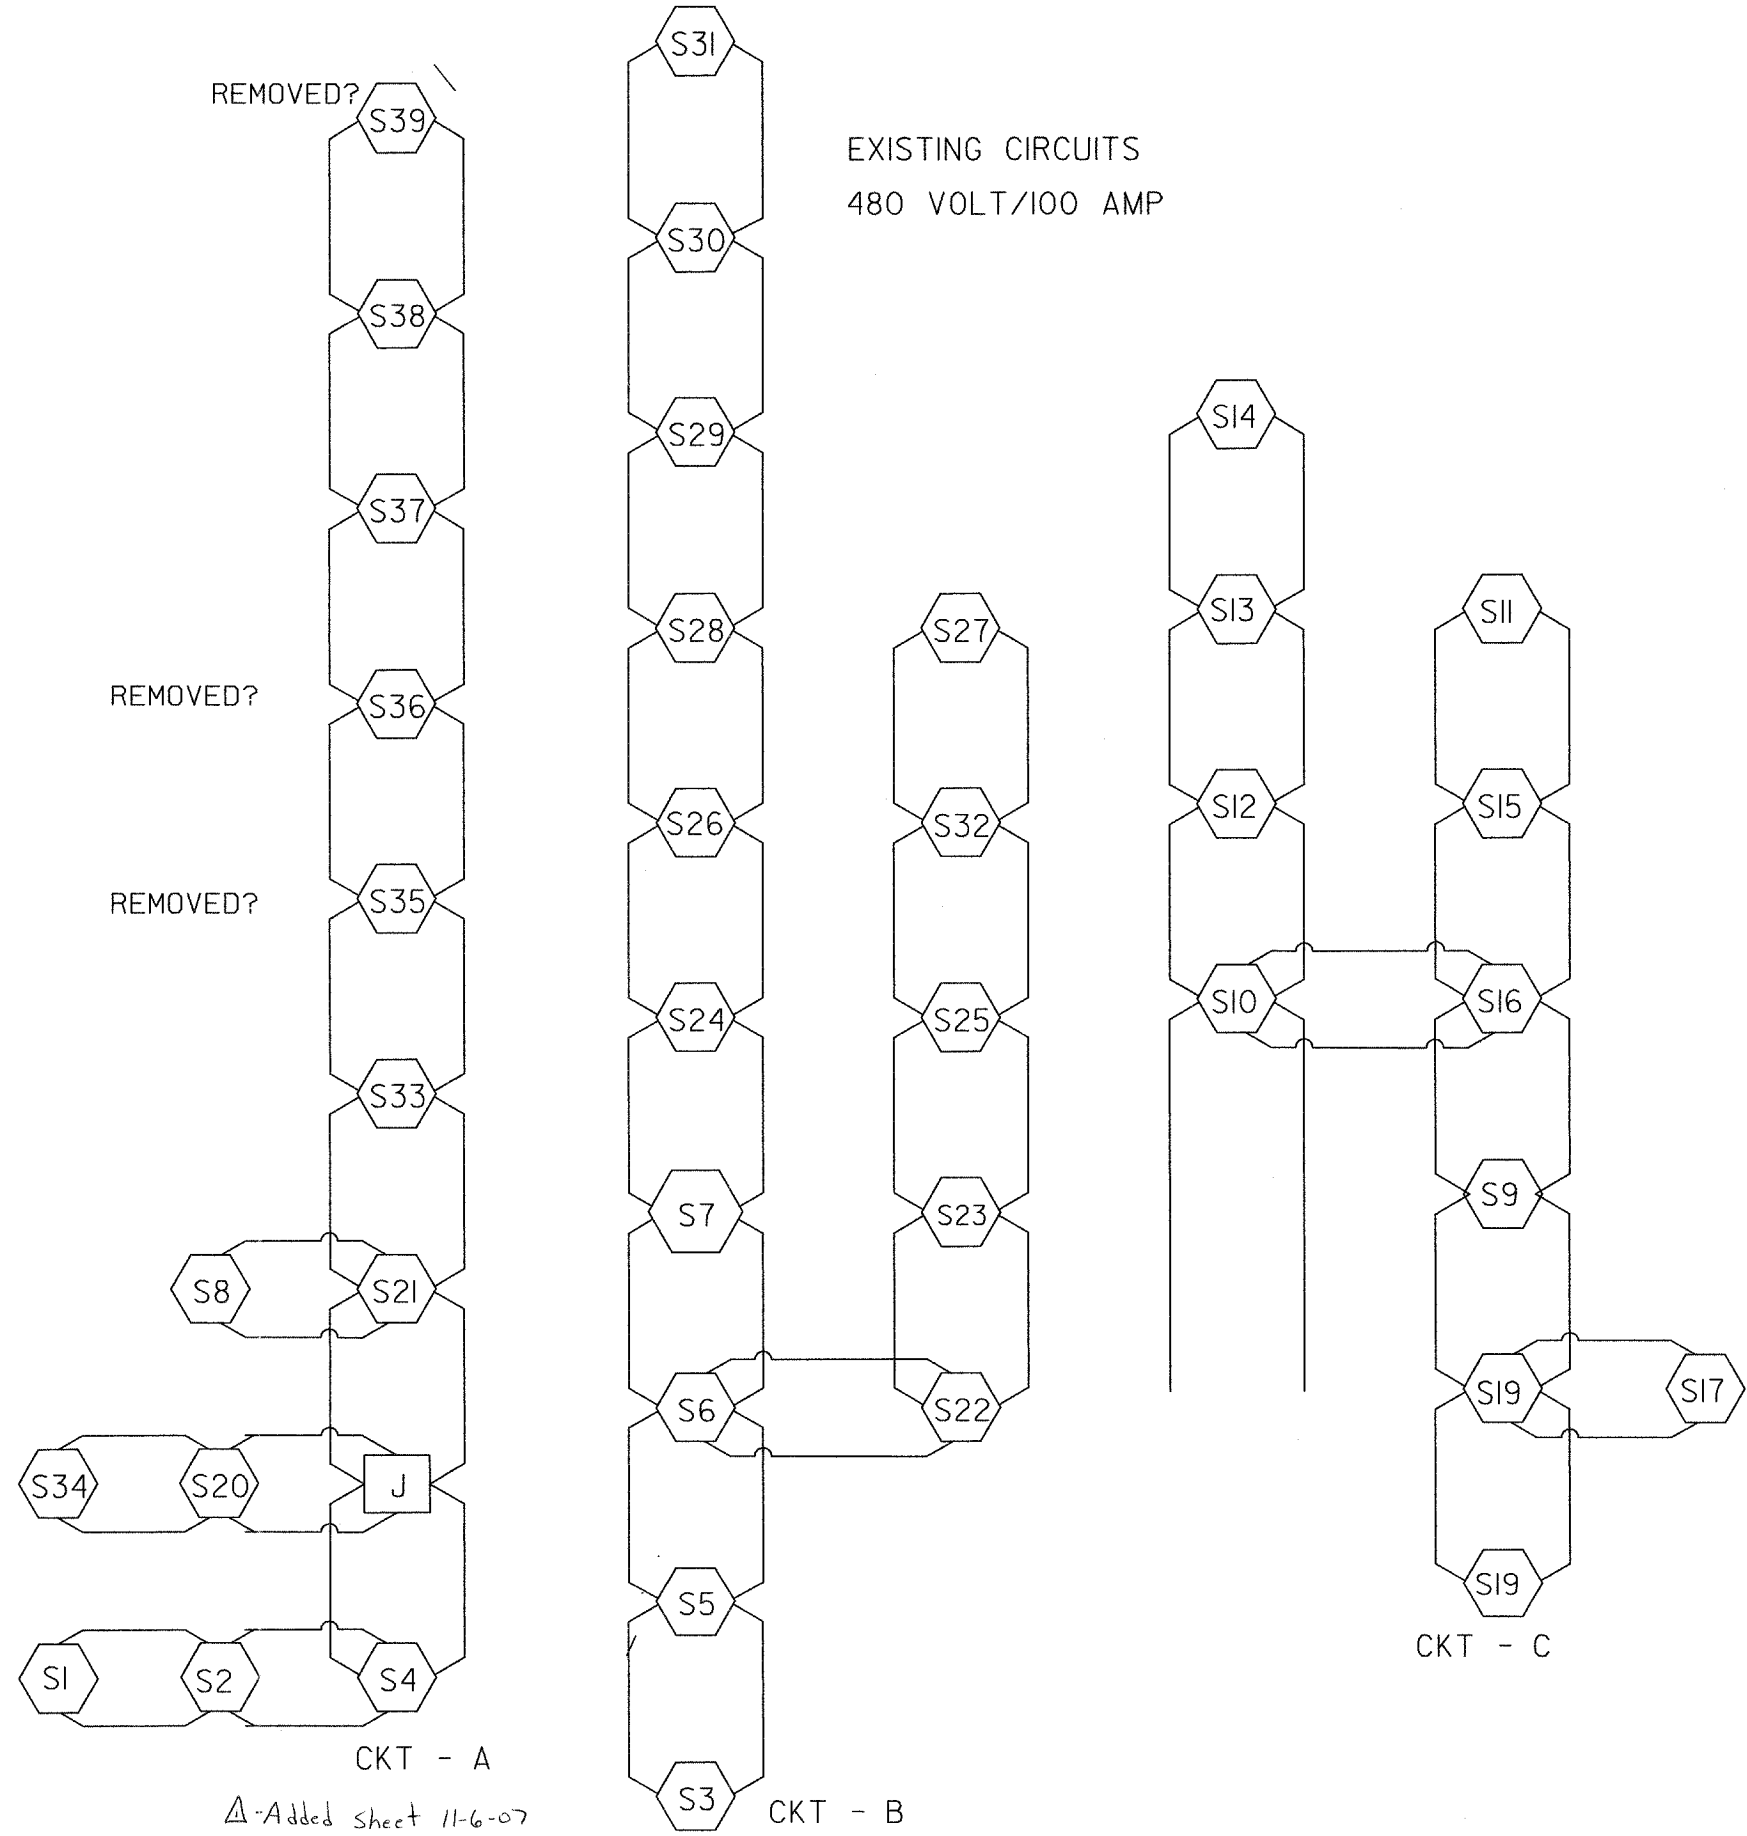 S31
REMOVED?
S39
EXISTING CIRCUITS
480 VOLT/100 AMP
S30
S38
S14
S29
S37
S13
S11
S28
S27
REMOVED?
S36
S12
S15
S26
S32
REMOVED?
S35
S10
S16
S24
S25
S33
S9
S7
S23
S8
S21
S19
S17
S6
S22
S34
S20
J
S19
S5
CKT - C
S1
S2
S4
CKT - A
S3
CKT - B
1-Added sheet 11-6-07